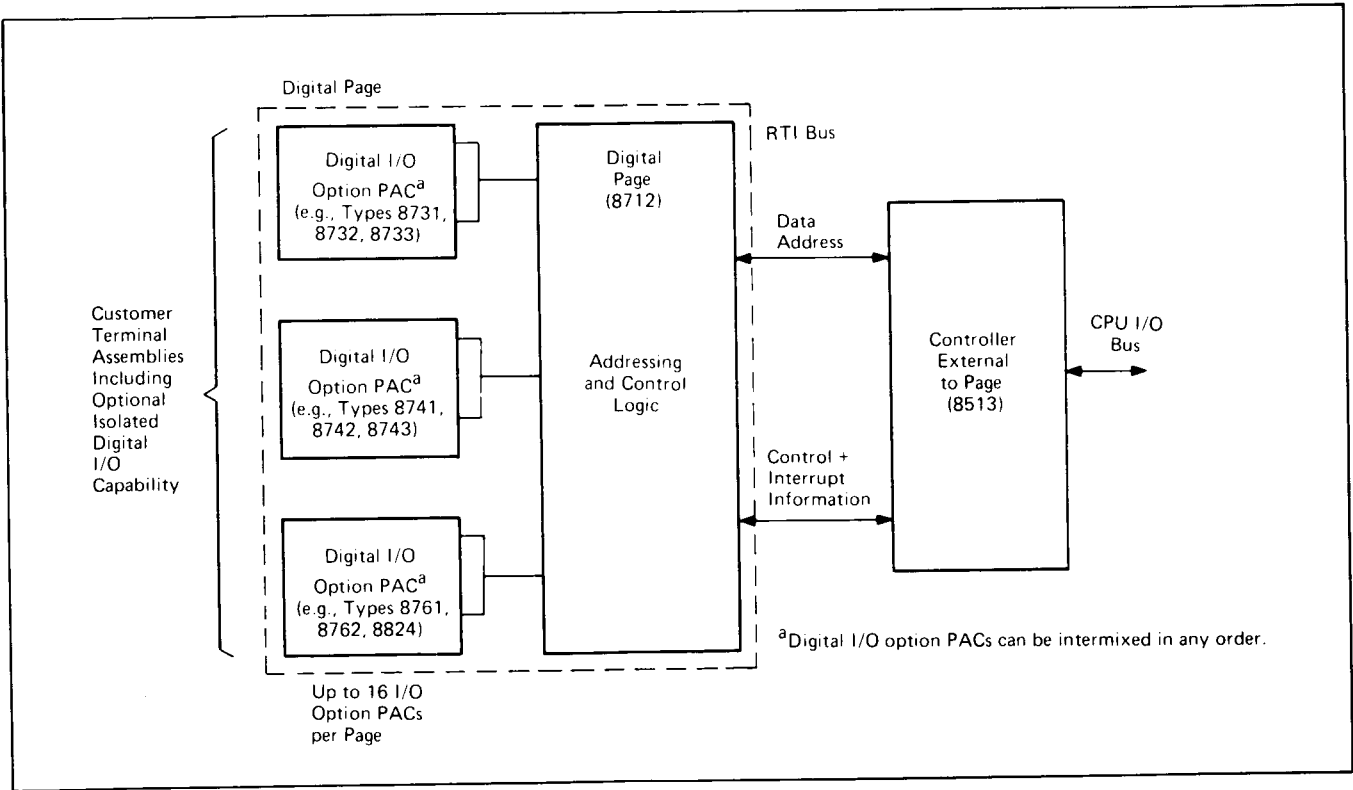 Digital Page
Customer
Terminal
Assemblies
Including
Optional
Isolated
Digital
I/O
Capability
Digital I/O
Option PACa
(e.g., Types 8731,
8732, 8733)
Digital I/O
Option PACa
(e.g., Types 8741,
8742, 8743)
Digital I/O
Option PACa
(e.g., Types 8761,
8762, 8824)
Up to 16 I/O
Option PACs
per Page
Digital
Page
(8712)
Addressing
and Control
Logic
RTI Bus
Data
Address
Control +
Interrupt
Information
Controller
External
to Page
(8513)
CPU I/O
Bus
aDigital I/O option PACs can be intermixed in any order.